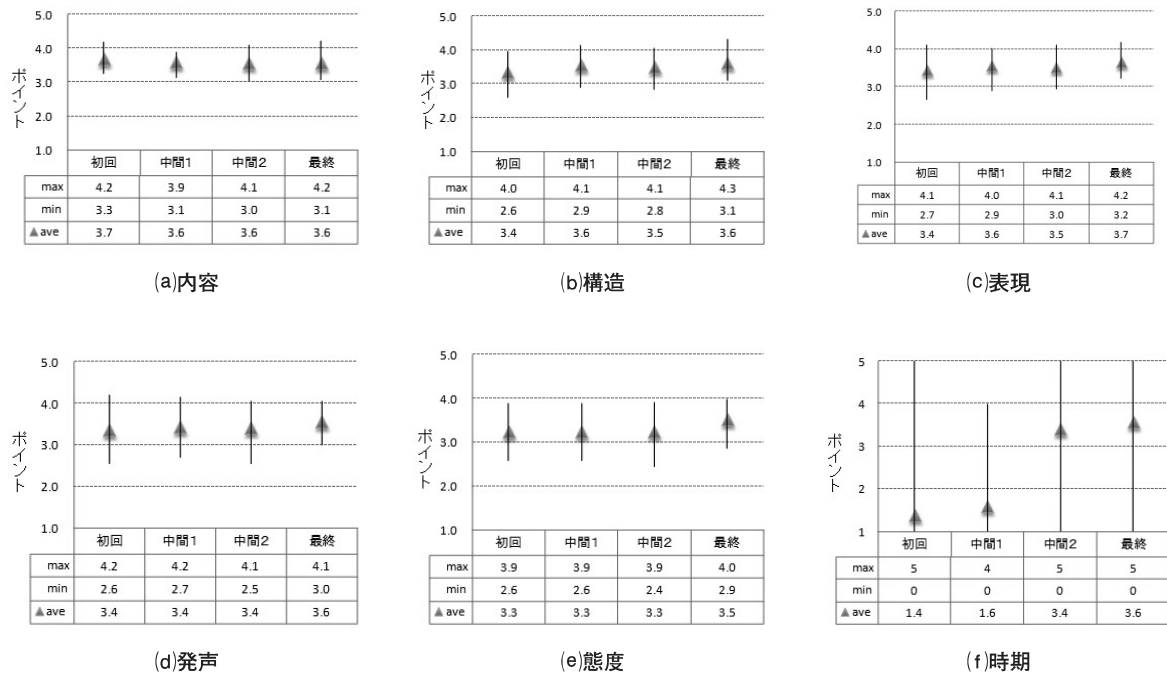 5.0
4.0
3.0
2.0
1.0
ポイント
初回 中間1 中間2 最終
max 4.2 3.9 4.1 4.2
min 3.3 3.1 3.0 3.1
▲ave 3.7 3.6 3.6 3.6
(a)内容
5.0
4.0
3.0
2.0
1.0
ポイント
初回 中間1 中間2 最終
max 4.0 4.1 4.1 4.3
min 2.6 2.9 2.8 3.1
▲ave 3.4 3.6 3.5 3.6
(b)構造
5.0
4.0
3.0
2.0
1.0
ポイント
初回 中間1 中間2 最終
max 4.1 4.0 4.1 4.2
min 2.7 2.9 3.0 3.2
▲ave 3.4 3.6 3.5 3.7
(c)表現
5.0
4.0
3.0
2.0
1.0
ポイント
初回 中間1 中間2 最終
max 4.2 4.2 4.1 4.1
min 2.6 2.7 2.5 3.0
▲ave 3.4 3.4 3.4 3.6
(d)発声
5.0
4.0
3.0
2.0
1.0
ポイント
初回 中間1 中間2 最終
max 3.9 3.9 3.9 4.0
min 2.6 2.6 2.4 2.9
▲ave 3.3 3.3 3.3 3.5
(e)態度
5
4
3
2
1
ポイント
初回 中間1 中間2 最終
max 5 4 5 5
min 0 0 0 0
▲ave 1.4 1.6 3.4 3.6
(f)時期